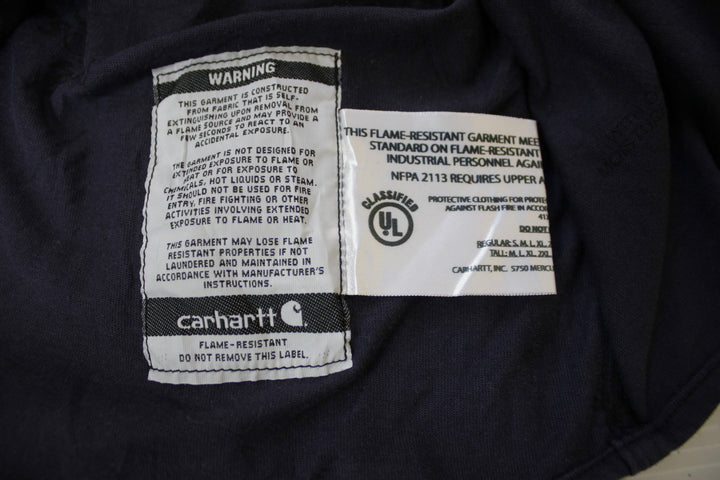 WARNING
THIS GARMENT IS CONSTRUCTED
FROM FABRIC THAT IS SELF-
EXTINGUISHING UPON REMOVAL FROM
A FLAME SOURCE AND MAY PROVIDE A
FEW SECONDS TO REACT TO AN
ACCIDENTAL EXPOSURE.
THE GARMENT IS NOT DESIGNED FOR
EXTENDED EXPOSURE TO FLAME OR
HEAT OR FOR EXPOSURE TO
CHEMICALS, HOT LIQUIDS OR STEAM.
IT SHOULD NOT BE USED FOR FIRE
ENTRY, FIRE FIGHTING OR OTHER
ACTIVITIES INVOLVING EXTENDED
EXPOSURE TO FLAME OR HEAT.
THIS GARMENT MAY LOSE FLAME
RESISTANT PROPERTIES IF NOT
LAUNDERED AND MAINTAINED IN
ACCORDANCE WITH MANUFACTURER'S
INSTRUCTIONS.
carhartt
FLAME-RESISTANT
DO NOT REMOVE THIS LABEL.
THIS FLAME-RESISTANT GARMENT MEE
STANDARD ON FLAME-RESISTANT
INDUSTRIAL PERSONNEL AGAI
NFPA 2113 REQUIRES UPPER A
CLASSIFIED
UL
PROTECTIVE CLOTHING FOR PROTE
AGAINST FLASH FIRE IN ACCO
41
DO NOT
REGULAR: S, M, L, XL, 2
TALL: M, L, XL, 2XL
CARHARTT, INC. 5750 MERCU